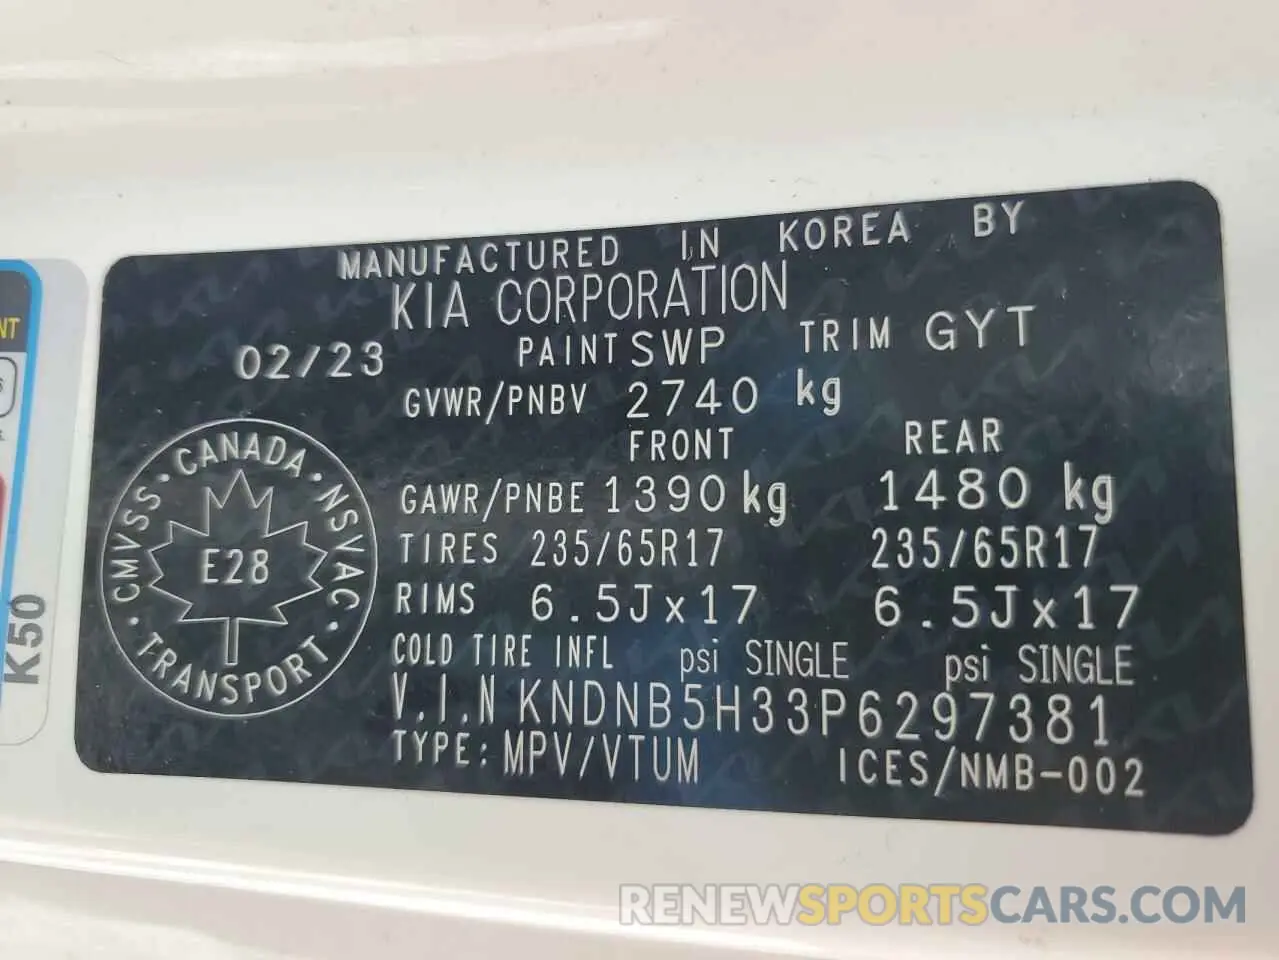 MANUFACTURED IN KOREA BY
KIA CORPORATION
02/23 PAINT SWP TRIM GYT
GVWR/PNBV 2740 kg
FRONT REAR
GAWR/PNBE 1390 kg 1480 kg
TIRES 235/65R17 235/65R17
RIMS 6.5Jx17 6.5Jx17
COLD TIRE INFL psi SINGLE psi SINGLE
V.I.N KNDNB5H33P6297381
TYPE: MPV/VTUM ICES/NMB-002
CANADA · NSVAC · TRANSPORT · CMVSS ·
E28
NT
K50
RENEWSPORTSCARS.COM